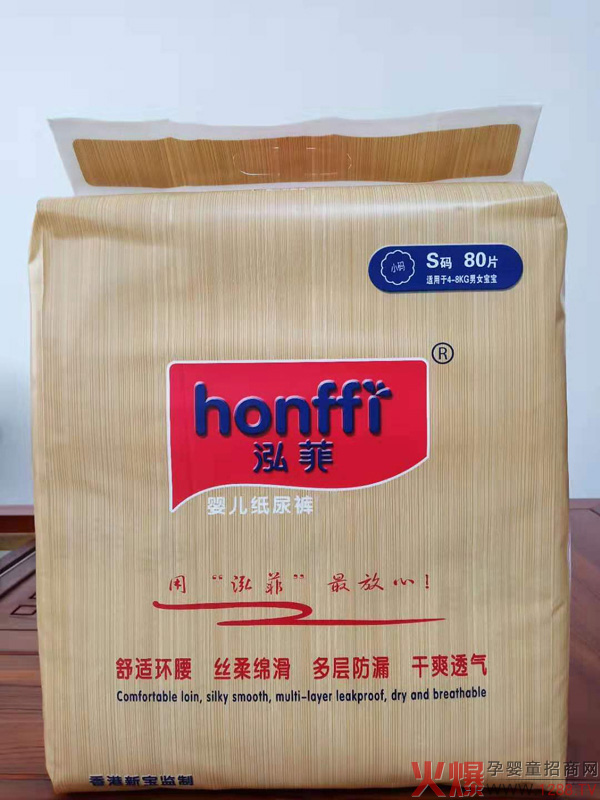 小码
S码 80片
适用于4-8KG男女宝宝
®
honffi
泓菲
婴儿纸尿裤
用“泓菲”最放心!
舒适环腰 丝柔绵滑 多层防漏 干爽透气
Comfortable loin, silky smooth, multi-layer leakproof, dry and breathable
香港新宝监制
火爆孕婴童招商网
WWW.1288.TV